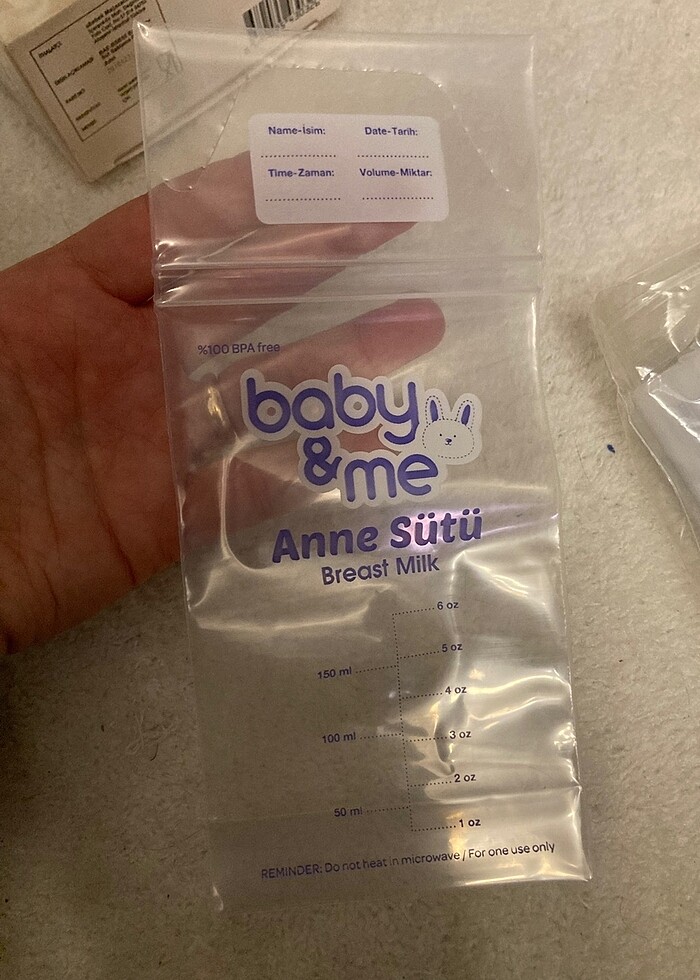 Name-İsim: Date-Tarih:
Time-Zaman: Volume-Miktar:
%100 BPA free
baby
& me
Anne Sütü
Breast Milk
6 oz
5 oz
150 ml
4 oz
100 ml
3 oz
2 oz
50 ml
1 oz
REMINDER: Do not heat in microwave / For one use only